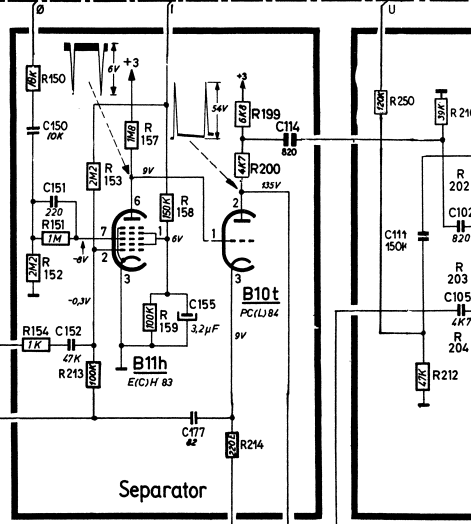 Ø
I
U
R150
18K
C150
10K
6V
+3
R
157
1M8
R
153
2M2
9V
54V
+3
R199
6K8
C114
820
R200
4K7
135V
R250
120K
39K
R210
C151
220
R151
1M
-8V
R
152
2M2
-0,3V
R
158
150K
6
7
2
1
3
6V
2
1
3
B10t
PC(L)84
R
202
C102
820
C111
150K
R
203
C105
4K7
R
204
R
159
100K
C155
3,2µF
9V
R154
1K
C152
47K
R213
100K
B11h
E(C)H 83
R212
47K
C177
82
R214
Separator